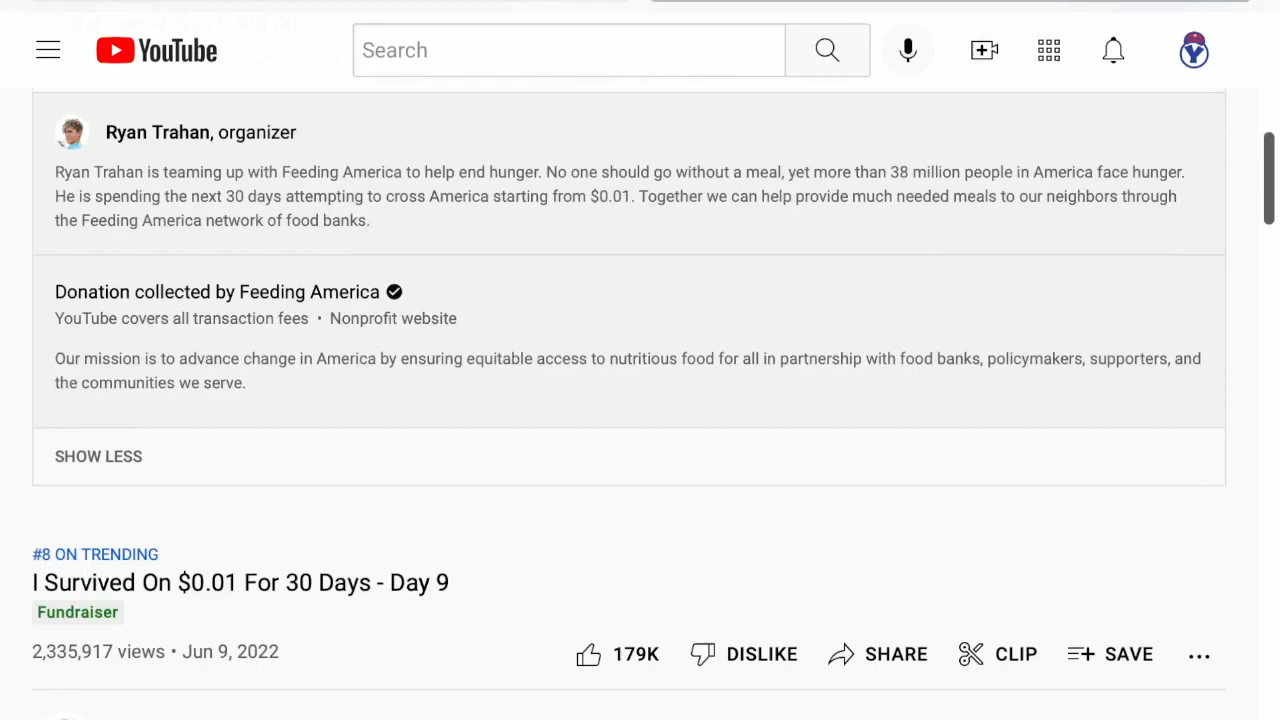 YouTube
Search
Ryan Trahan, organizer
Ryan Trahan is teaming up with Feeding America to help end hunger. No one should go without a meal, yet more than 38 million people in America face hunger.
He is spending the next 30 days attempting to cross America starting from $0.01. Together we can help provide much needed meals to our neighbors through
the Feeding America network of food banks.
Donation collected by Feeding America
YouTube covers all transaction fees • Nonprofit website
Our mission is to advance change in America by ensuring equitable access to nutritious food for all in partnership with food banks, policymakers, supporters, and
the communities we serve.
SHOW LESS
#8 ON TRENDING
I Survived On $0.01 For 30 Days - Day 9
Fundraiser
2,335,917 views • Jun 9, 2022
179K DISLIKE SHARE CLIP SAVE